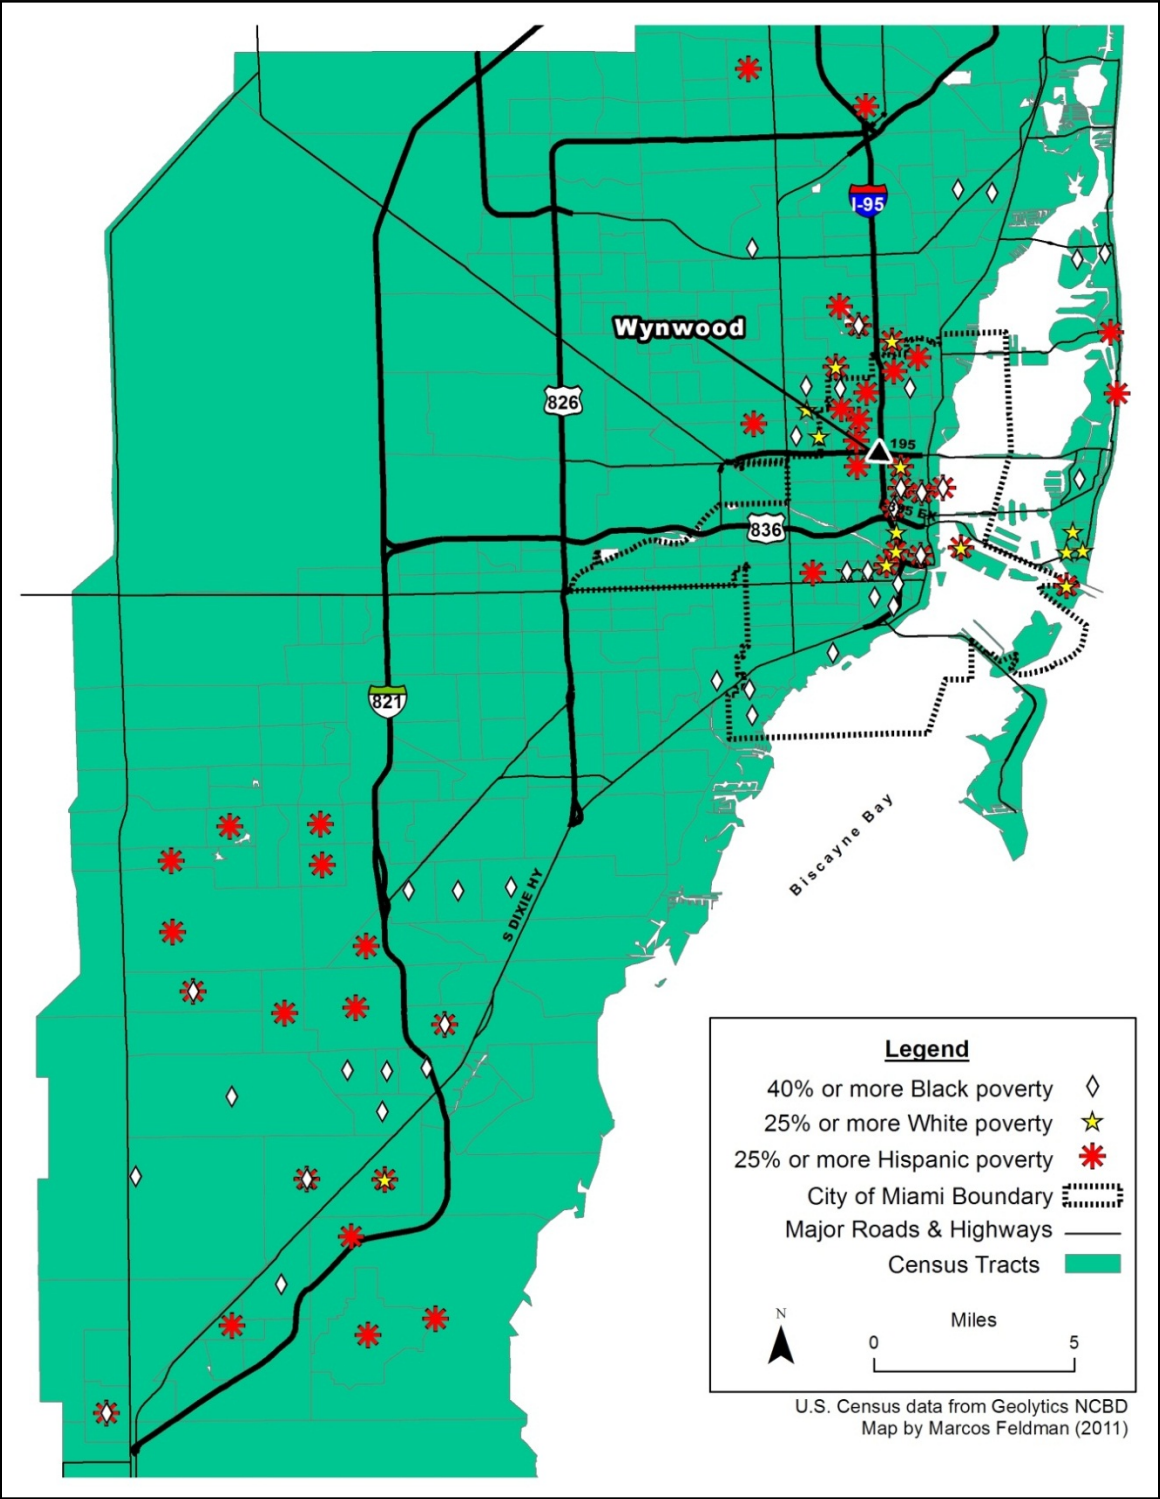 I-95
Wynwood
826
195
395 EX
836
821
Biscayne Bay
S DIXIE HY
Legend
40% or more Black poverty
25% or more White poverty
25% or more Hispanic poverty
City of Miami Boundary
Major Roads & Highways
Census Tracts
N
Miles
0 5
U.S. Census data from Geolytics NCBD
Map by Marcos Feldman (2011)